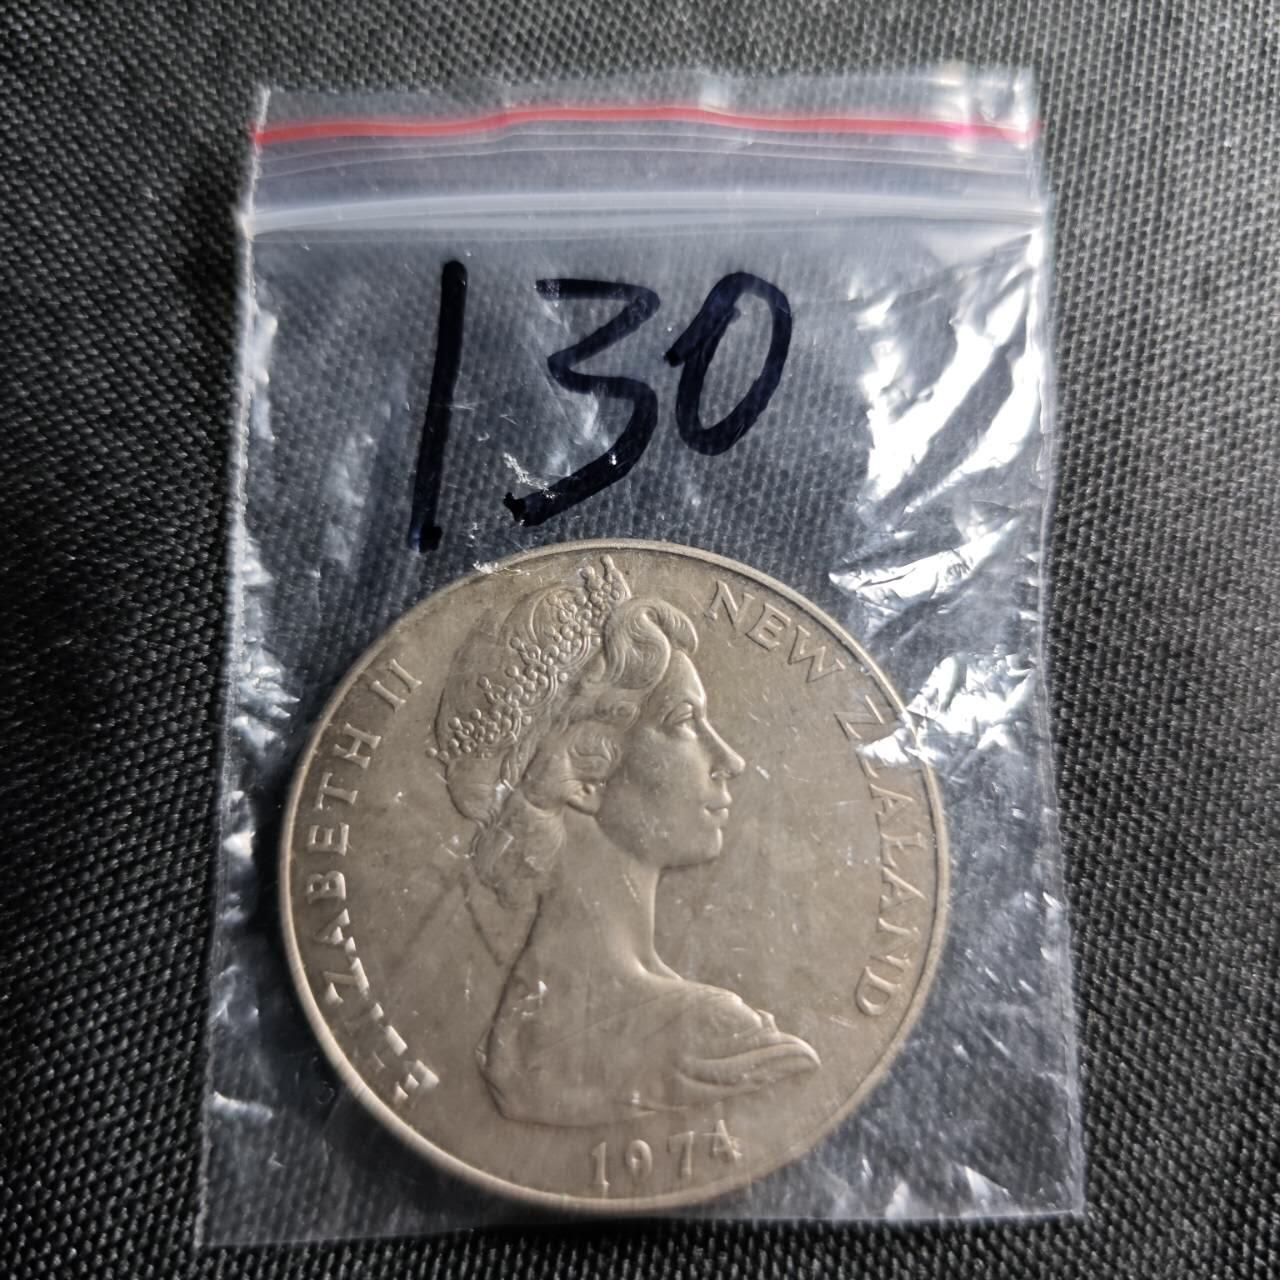 130
ELIZABETH II
NEW ZEALAND
1974